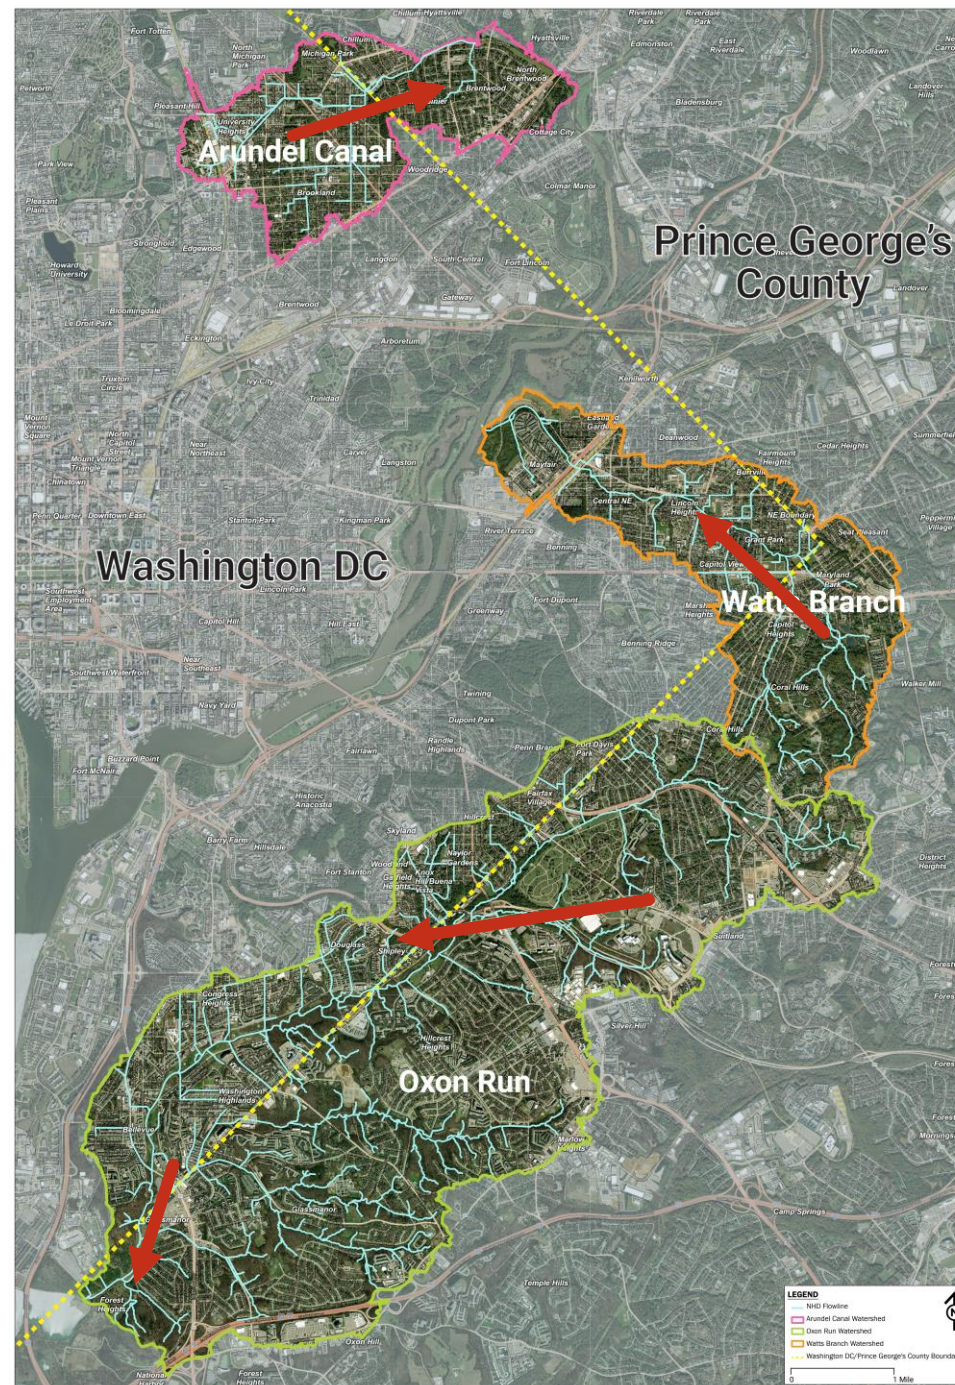 Fort Totten
Chillum Hyattsville
Riverdale
Park
Riverdale
Park
Edmonston
East
Riverdale
Woodlawn
Hyattsville
Chillum
Michigan Park
North
Michigan
Park
Petworth
Pleasant Hill
North
Brentwood
Brentwood
Landover
Hills
Bladensburg
University
Heights
Cottage City
Arundel Canal
Park View
Woodridge
Colmar Manor
Brookland
Pleasant
Plains
Stronghold
Edgewood
Prince George's
County
Howard
University
Langdon
South Central
Fort Lincoln
Landover
Gateway
Brentwood
Bloomingdale
Le Droit Park
Eckington
Arboretum
Truxton
Circle
Ivy City
Kenilworth
Trinidad
Mount
Vernon
Square
North
Capitol
Street
Near
Northeast
Carver
Deanwood
Cedar Heights
Fairmount
Heights
Mount Vernon
Triangle
Langston
Mayfair
Chinatown
Central NE
Lincoln
Heights
NE Boundary
Penn Quarter
Downtown East
Stanton Park
Kingman Park
River Terrace
Seat Pleasant
Grant Park
Benning
Washington DC
Capitol View
Maryland
Park
Lincoln Park
Southwest
Employment
Area
Fort Dupont
Greenway
Watts Branch
Capitol Hill
Hill East
Capitol
Heights
Benning Ridge
Near
Southeast
Southwest/Waterfront
Twining
Coral Hills
Walker Mill
Navy Yard
Dupont Park
Randle
Highlands
Fairlawn
Fort Davis
Park
Coral Hills
Buzzard Point
Fort McNair
Historic
Anacostia
Fairfax
Village
Hillcrest
Skyland
Barry Farm
Hillsdale
Naylor
Gardens
Woodland
Fort Stanton
Garfield
Heights
Knox
Hill/Buena
Vista
District
Heights
Douglass
Shipley
Suitland
Congress
Heights
Silver Hill
Hillcrest
Heights
Oxon Run
Washington
Highlands
Bellevue
Marlow
Heights
Glassmanor
Camp Springs
Temple Hills
Forest
Heights
Oxon Hill
National
Harbor
Forest
Heights
LEGEND
NHD Flowline
Arundel Canal Watershed
Oxon Run Watershed
Watts Branch Watershed
Washington DC/Prince George's County Bounda
0
1 Mile
N